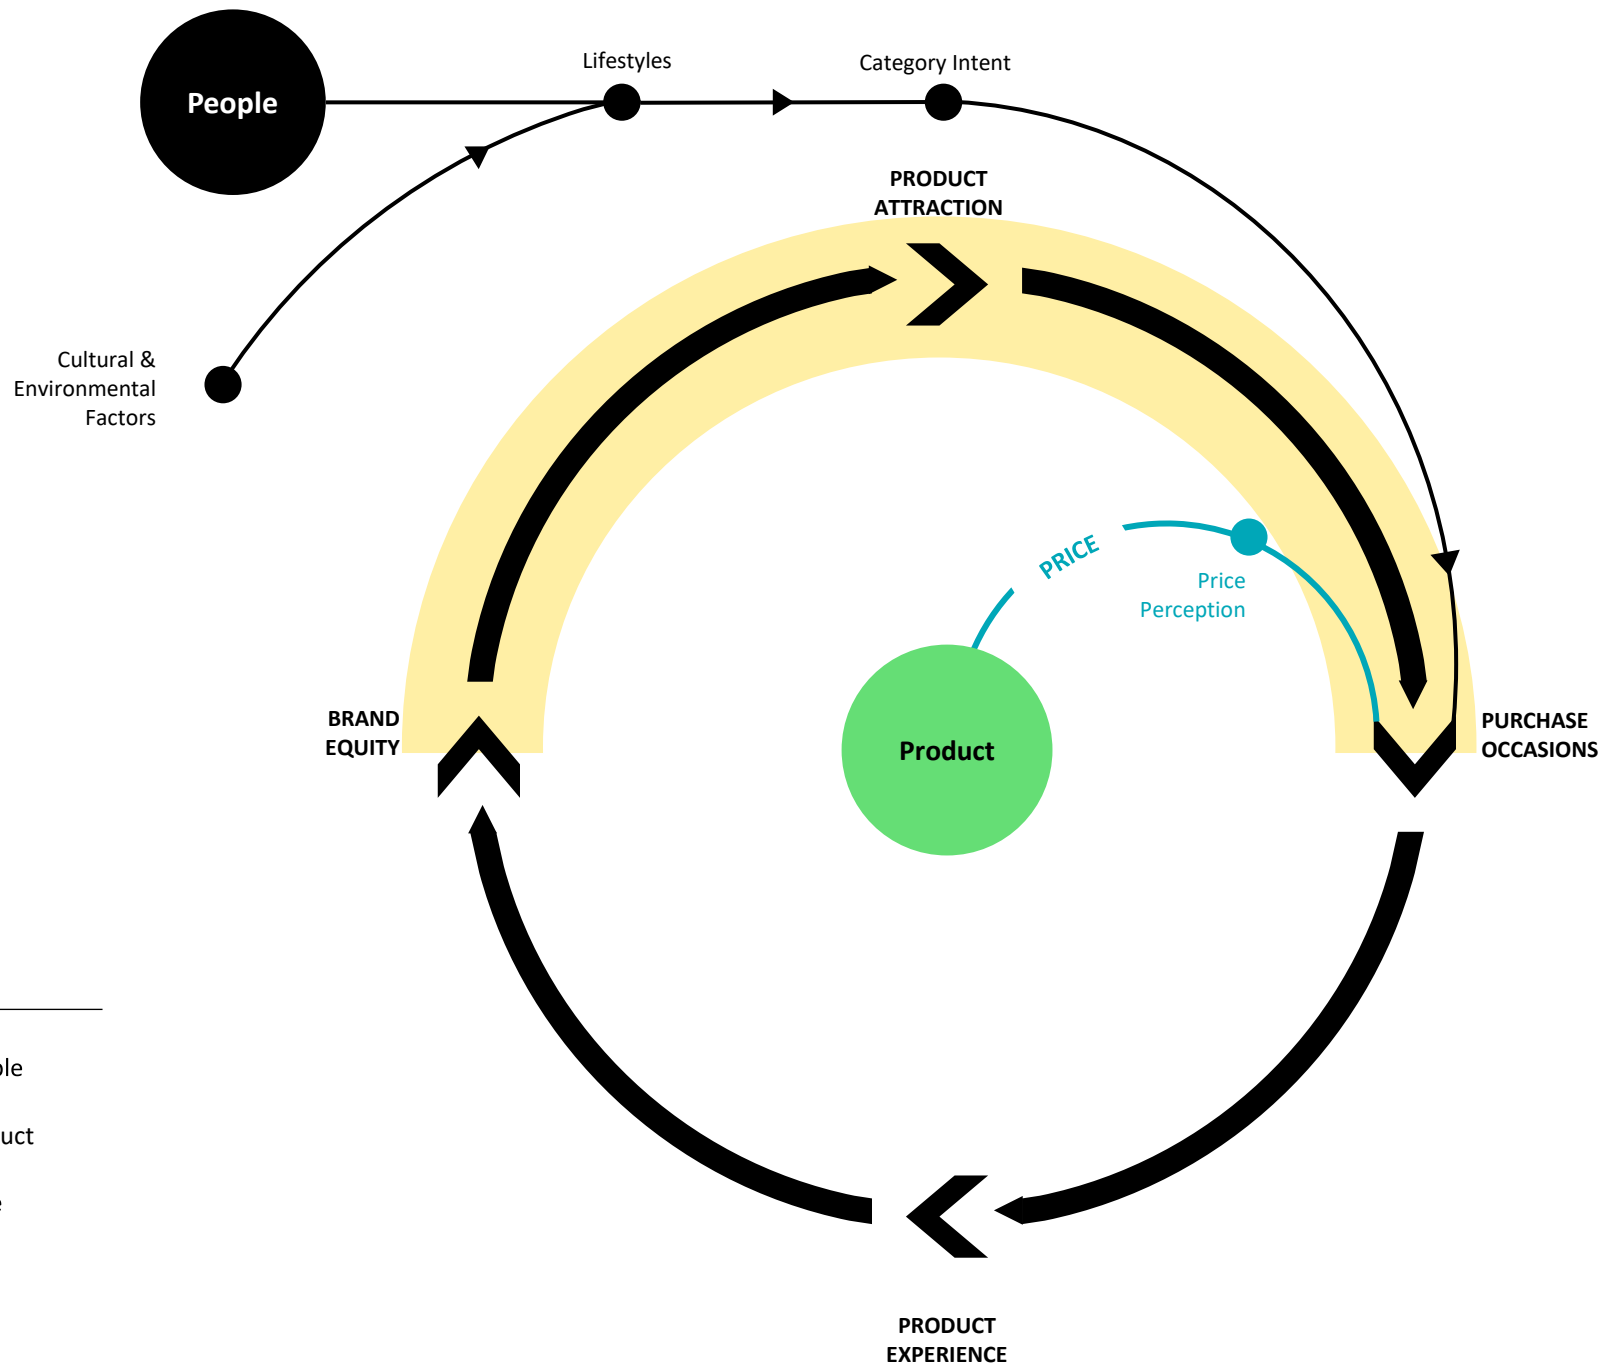 Lifestyles
Category Intent
People
PRODUCT
ATTRACTION
Cultural &
Environmental
Factors
PRICE
Price
Perception
BRAND
EQUITY
Product
PURCHASE
OCCASIONS
ple
uct
e
PRODUCT
EXPERIENCE